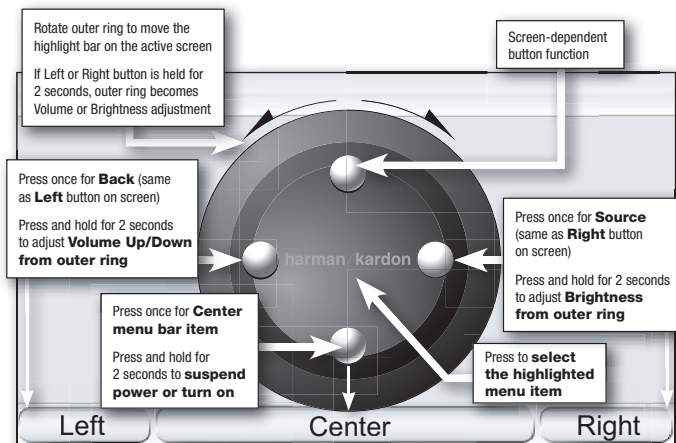 Rotate outer ring to move the
highlight bar on the active screen
If Left or Right button is held for
2 seconds, outer ring becomes
Volume or Brightness adjustment
Screen-dependent
button function
Press once for Back (same
as Left button on screen)
Press and hold for 2 seconds
to adjust Volume Up/Down
from outer ring
harman/kardon
Press once for Source
(same as Right button
on screen)
Press and hold for 2 seconds
to adjust Brightness
from outer ring
Press once for Center
menu bar item
Press and hold for
2 seconds to suspend
power or turn on
Press to select
the highlighted
menu item
Left
Center
Right